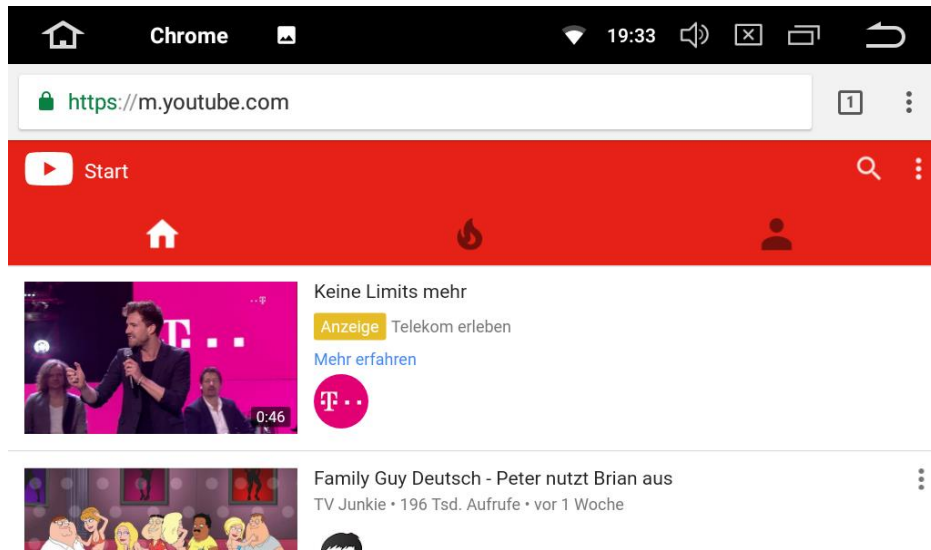 Chrome 19:33
https://m.youtube.com 1
Start
Keine Limits mehr
Anzeige Telekom erleben
Mehr erfahren
T
T
T
0:46
Family Guy Deutsch - Peter nutzt Brian aus
TV Junkie • 196 Tsd. Aufrufe • vor 1 Woche